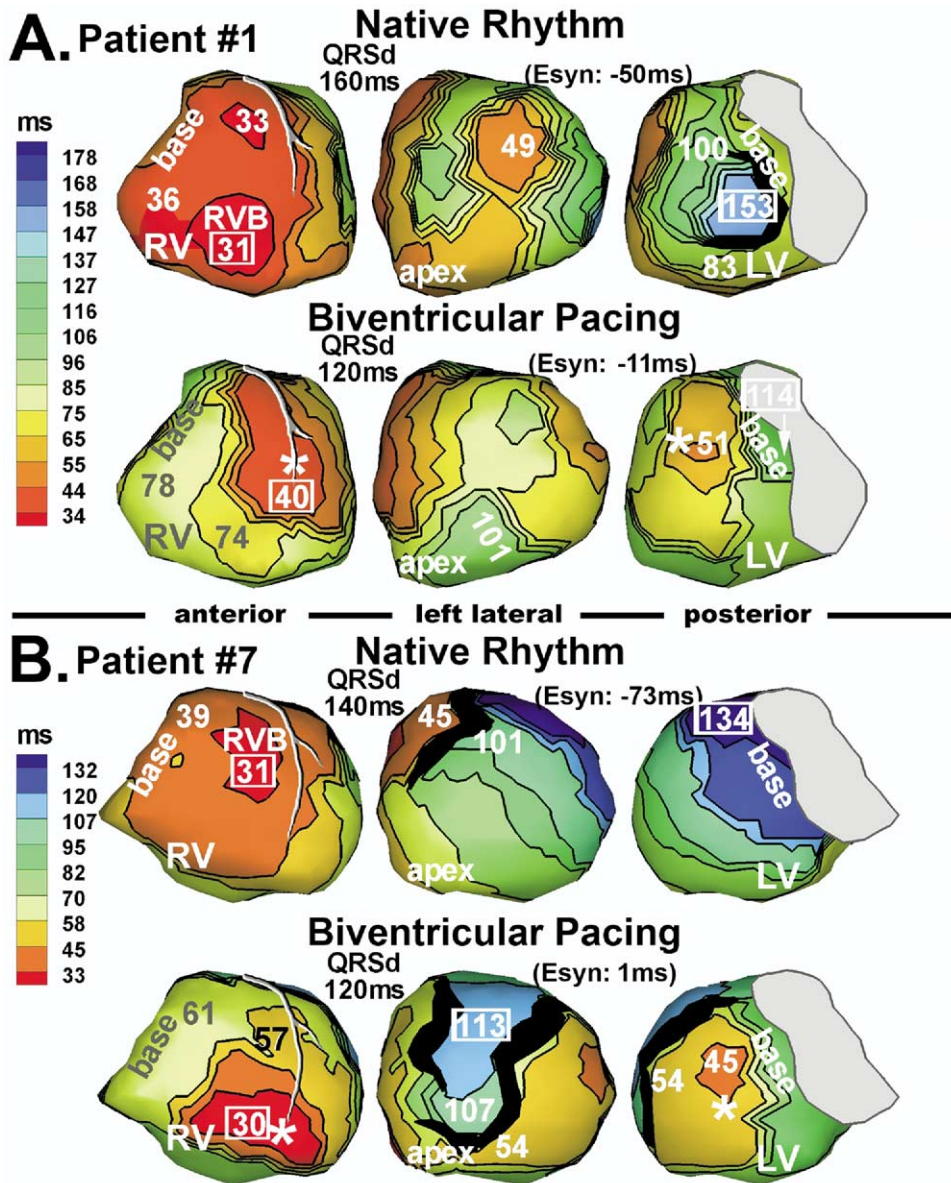 A. Patient #1
Native Rhythm
QRSd
160ms
(Esyn: -50ms)
ms
178
168
158
147
137
127
116
106
96
85
75
65
55
44
34
base
33
36
RV
RVB
31
49
apex
100
base
153
83 LV
Biventricular Pacing
QRSd
120ms
(Esyn: -11ms)
base
78
RV
74
*
40
apex
101
*51
114
base
LV
anterior
left lateral
posterior
B. Patient #7
Native Rhythm
QRSd
140ms
(Esyn: -73ms)
ms
132
120
107
95
82
70
58
45
33
39
base
RVB
31
RV
45
101
apex
134
base
LV
Biventricular Pacing
QRSd
120ms
(Esyn: 1ms)
base 61
57
RV
30 *
113
107
apex
54
54
45
*
base
LV